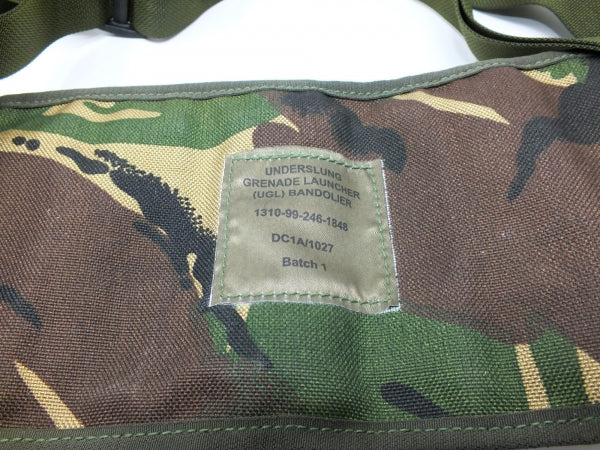 UNDERSLUNG
GRENADE LAUNCHER
(UGL) BANDOLIER
1310-99-246-1848
DC1A/1027
Batch 1